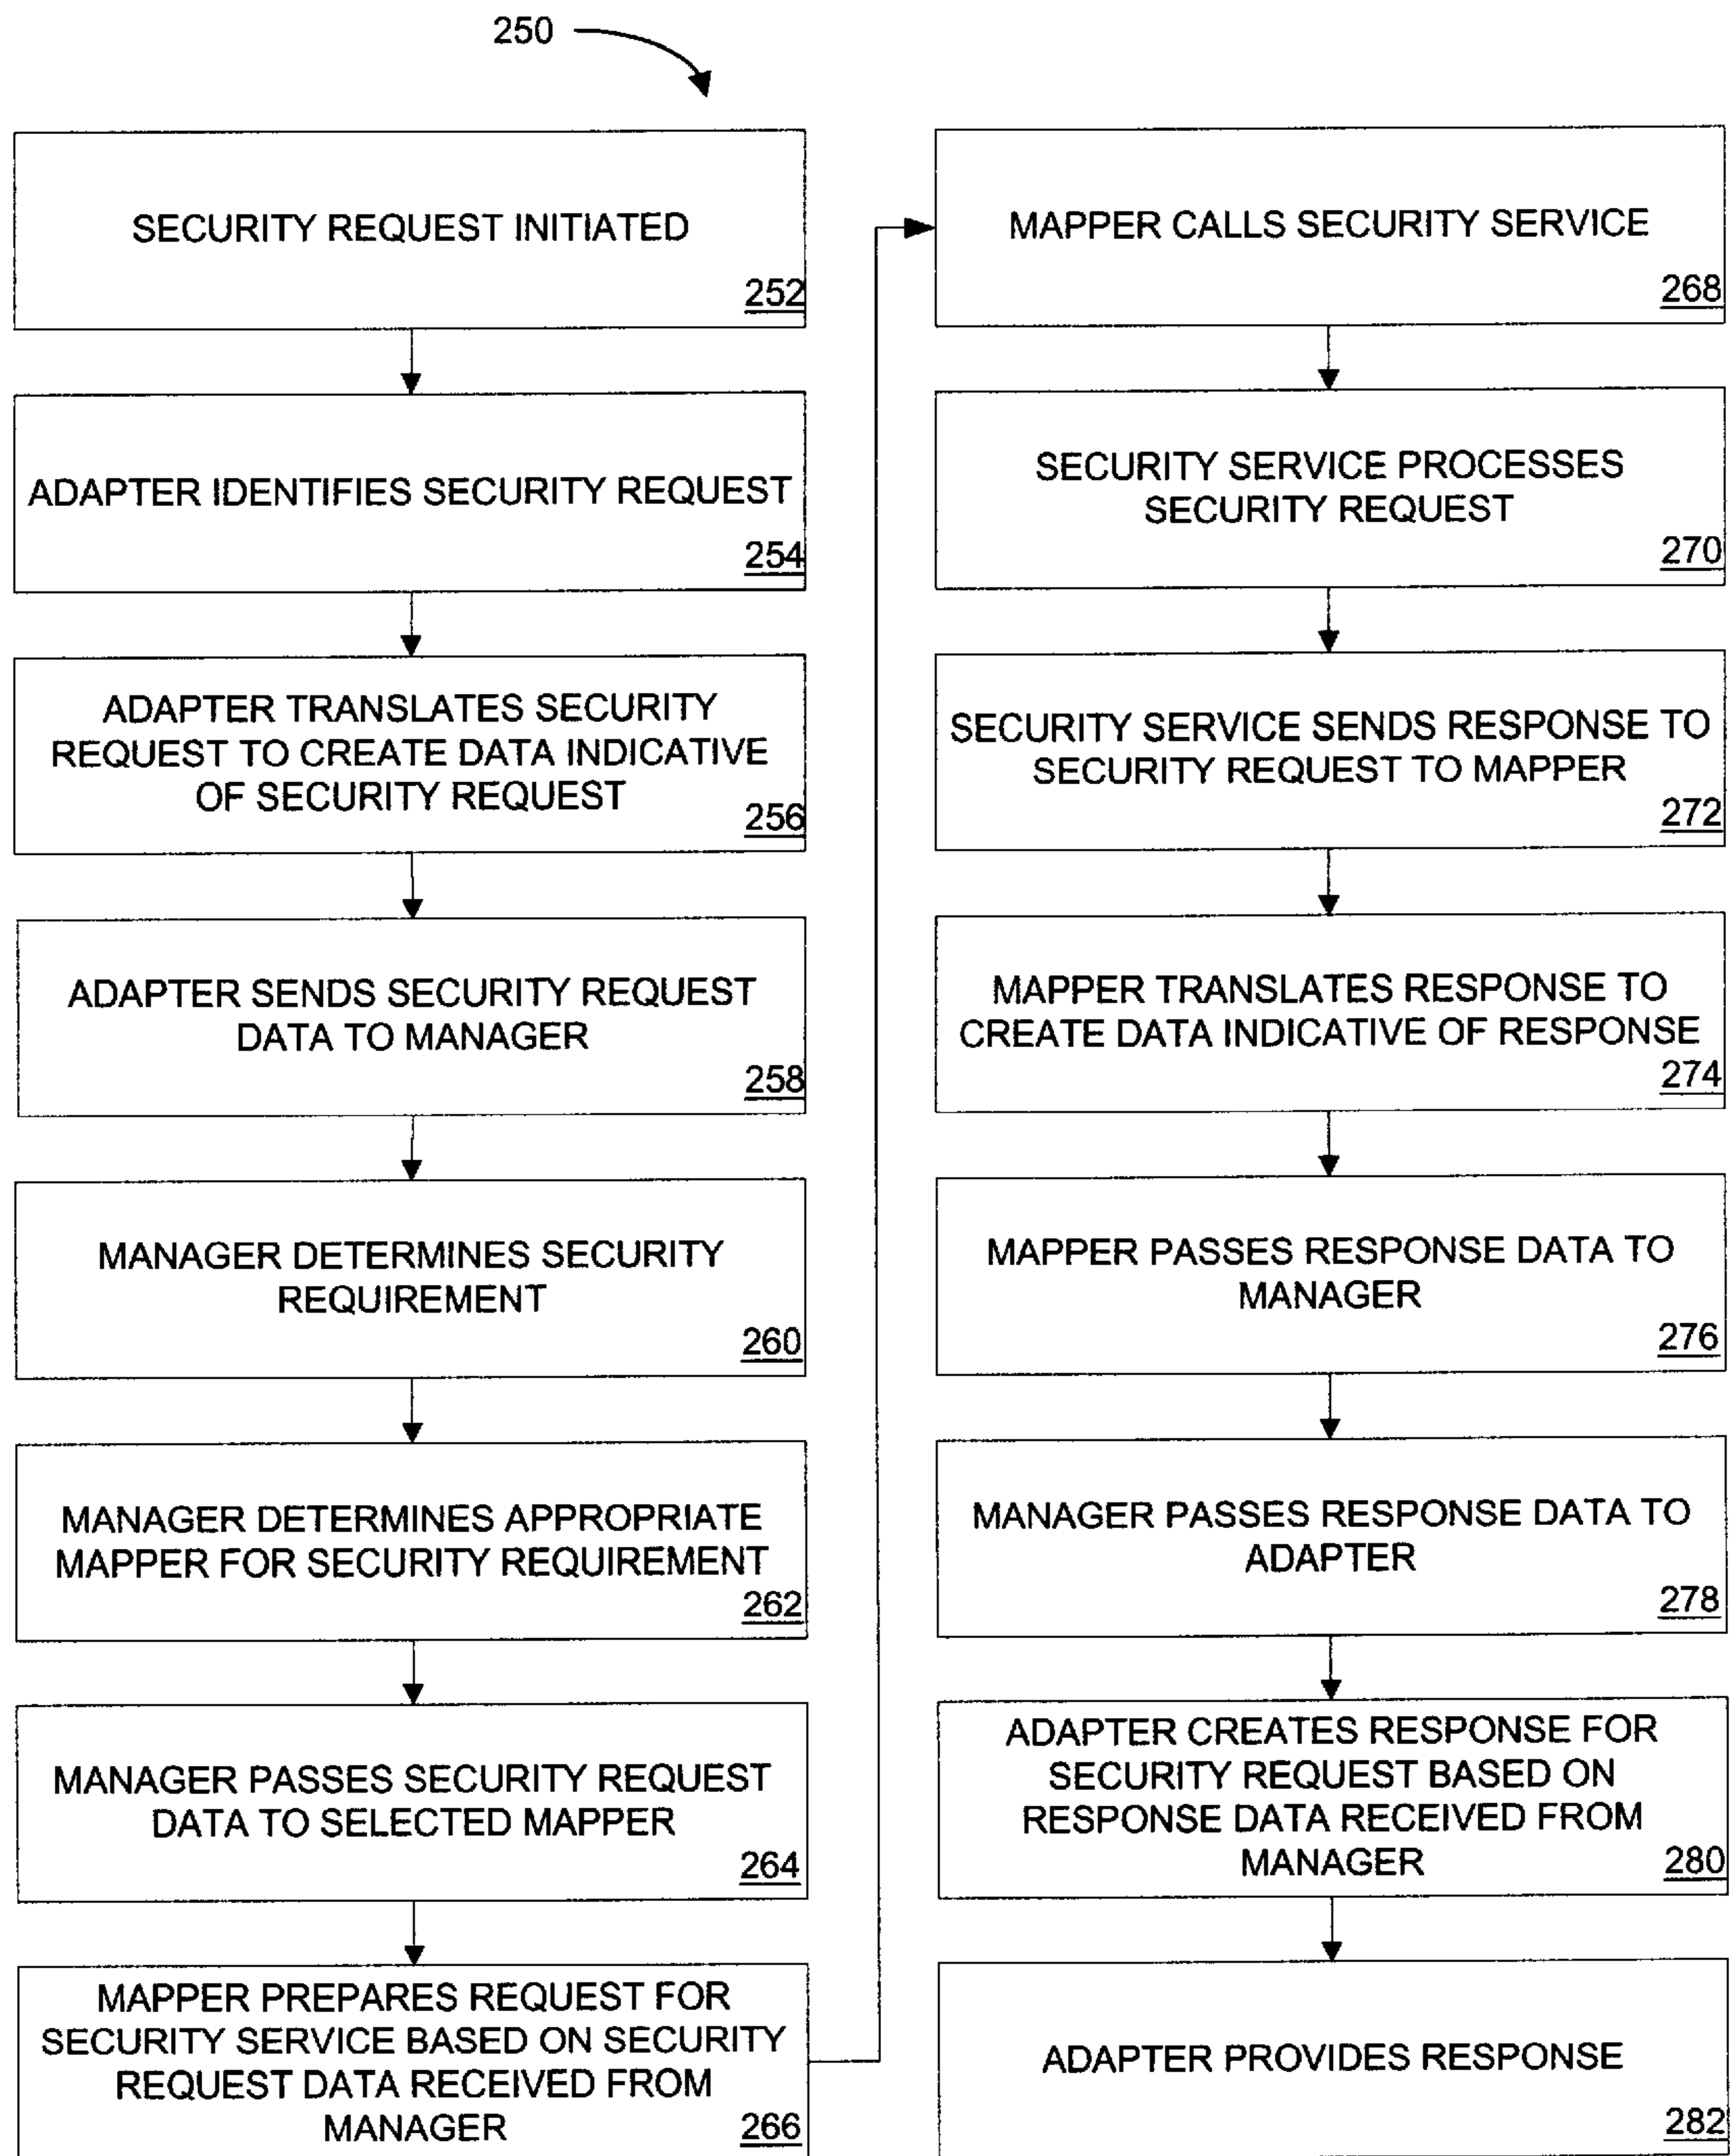 250
SECURITY REQUEST INITIATED
252
ADAPTER IDENTIFIES SECURITY REQUEST
254
ADAPTER TRANSLATES SECURITY
REQUEST TO CREATE DATA INDICATIVE
OF SECURITY REQUEST
256
ADAPTER SENDS SECURITY REQUEST
DATA TO MANAGER
258
MANAGER DETERMINES SECURITY
REQUIREMENT
260
MANAGER DETERMINES APPROPRIATE
MAPPER FOR SECURITY REQUIREMENT
262
MANAGER PASSES SECURITY REQUEST
DATA TO SELECTED MAPPER
264
MAPPER PREPARES REQUEST FOR
SECURITY SERVICE BASED ON SECURITY
REQUEST DATA RECEIVED FROM
MANAGER
266
MAPPER CALLS SECURITY SERVICE
268
SECURITY SERVICE PROCESSES
SECURITY REQUEST
270
SECURITY SERVICE SENDS RESPONSE TO
SECURITY REQUEST TO MAPPER
272
MAPPER TRANSLATES RESPONSE TO
CREATE DATA INDICATIVE OF RESPONSE
274
MAPPER PASSES RESPONSE DATA TO
MANAGER
276
MANAGER PASSES RESPONSE DATA TO
ADAPTER
278
ADAPTER CREATES RESPONSE FOR
SECURITY REQUEST BASED ON
RESPONSE DATA RECEIVED FROM
MANAGER
280
ADAPTER PROVIDES RESPONSE
282